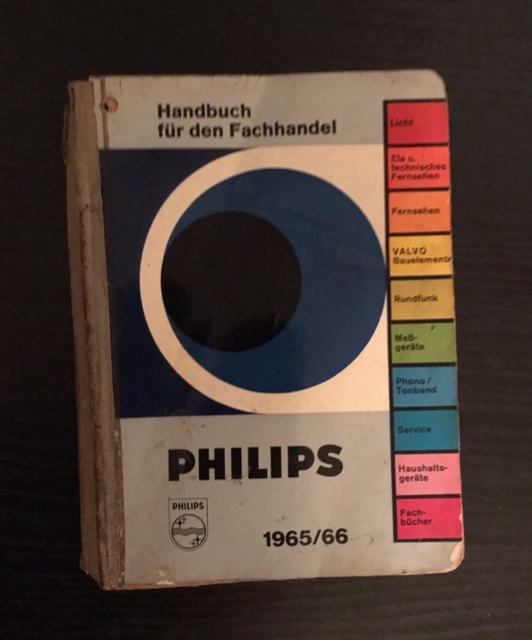 Handbuch
für den Fachhandel
Licht
Ela u.
technisches
Fernsehen
Fernsehen
VALVO
Bauelemente
Rundfunk
Meß-
geräte
Phono/
Tonband
Service
Haushalts-
geräte
Fach-
bücher
PHILIPS
PHILIPS
1965/66